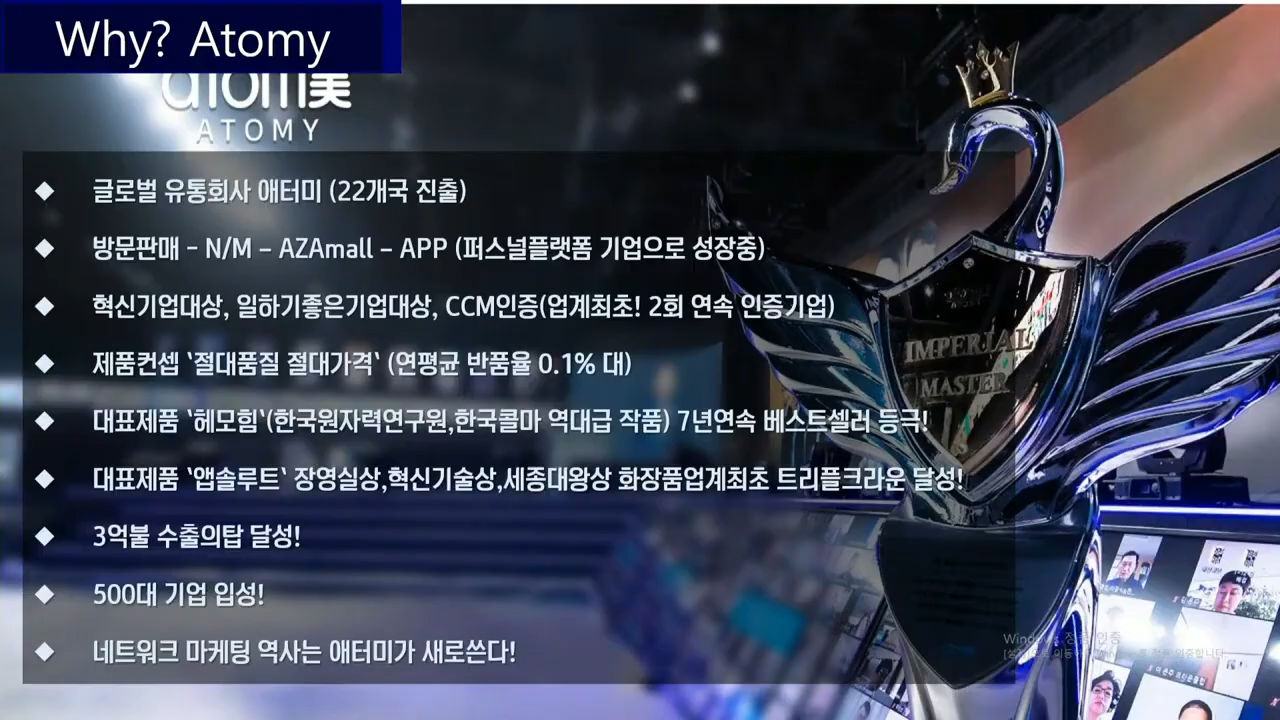 Why? Atomy
atom美
ATOMY
◆ 글로벌 유통회사 애터미 (22개국 진출)
◆ 방문판매 - N/M – AZAmall – APP (퍼스널플랫폼 기업으로 성장중)
◆ 혁신기업대상, 일하기좋은기업대상, CCM인증(업계최초! 2회 연속 인증기업)
◆ 제품컨셉 '절대품질 절대가격' (연평균 반품율 0.1% 대)
◆ 대표제품 '헤모힘'(한국원자력연구원,한국콜마 역대급 작품) 7년연속 베스트셀러 등극!
◆ 대표제품 '앱솔루트' 장영실상,혁신기술상,세종대왕상 화장품업계최초 트리플크라운 달성!
◆ 3억불 수출의탑 달성!
◆ 500대 기업 입성!
◆ 네트워크 마케팅 역사는 애터미가 새로쓴다!
IMPERIAL
MASTER
Windows 정품 인증